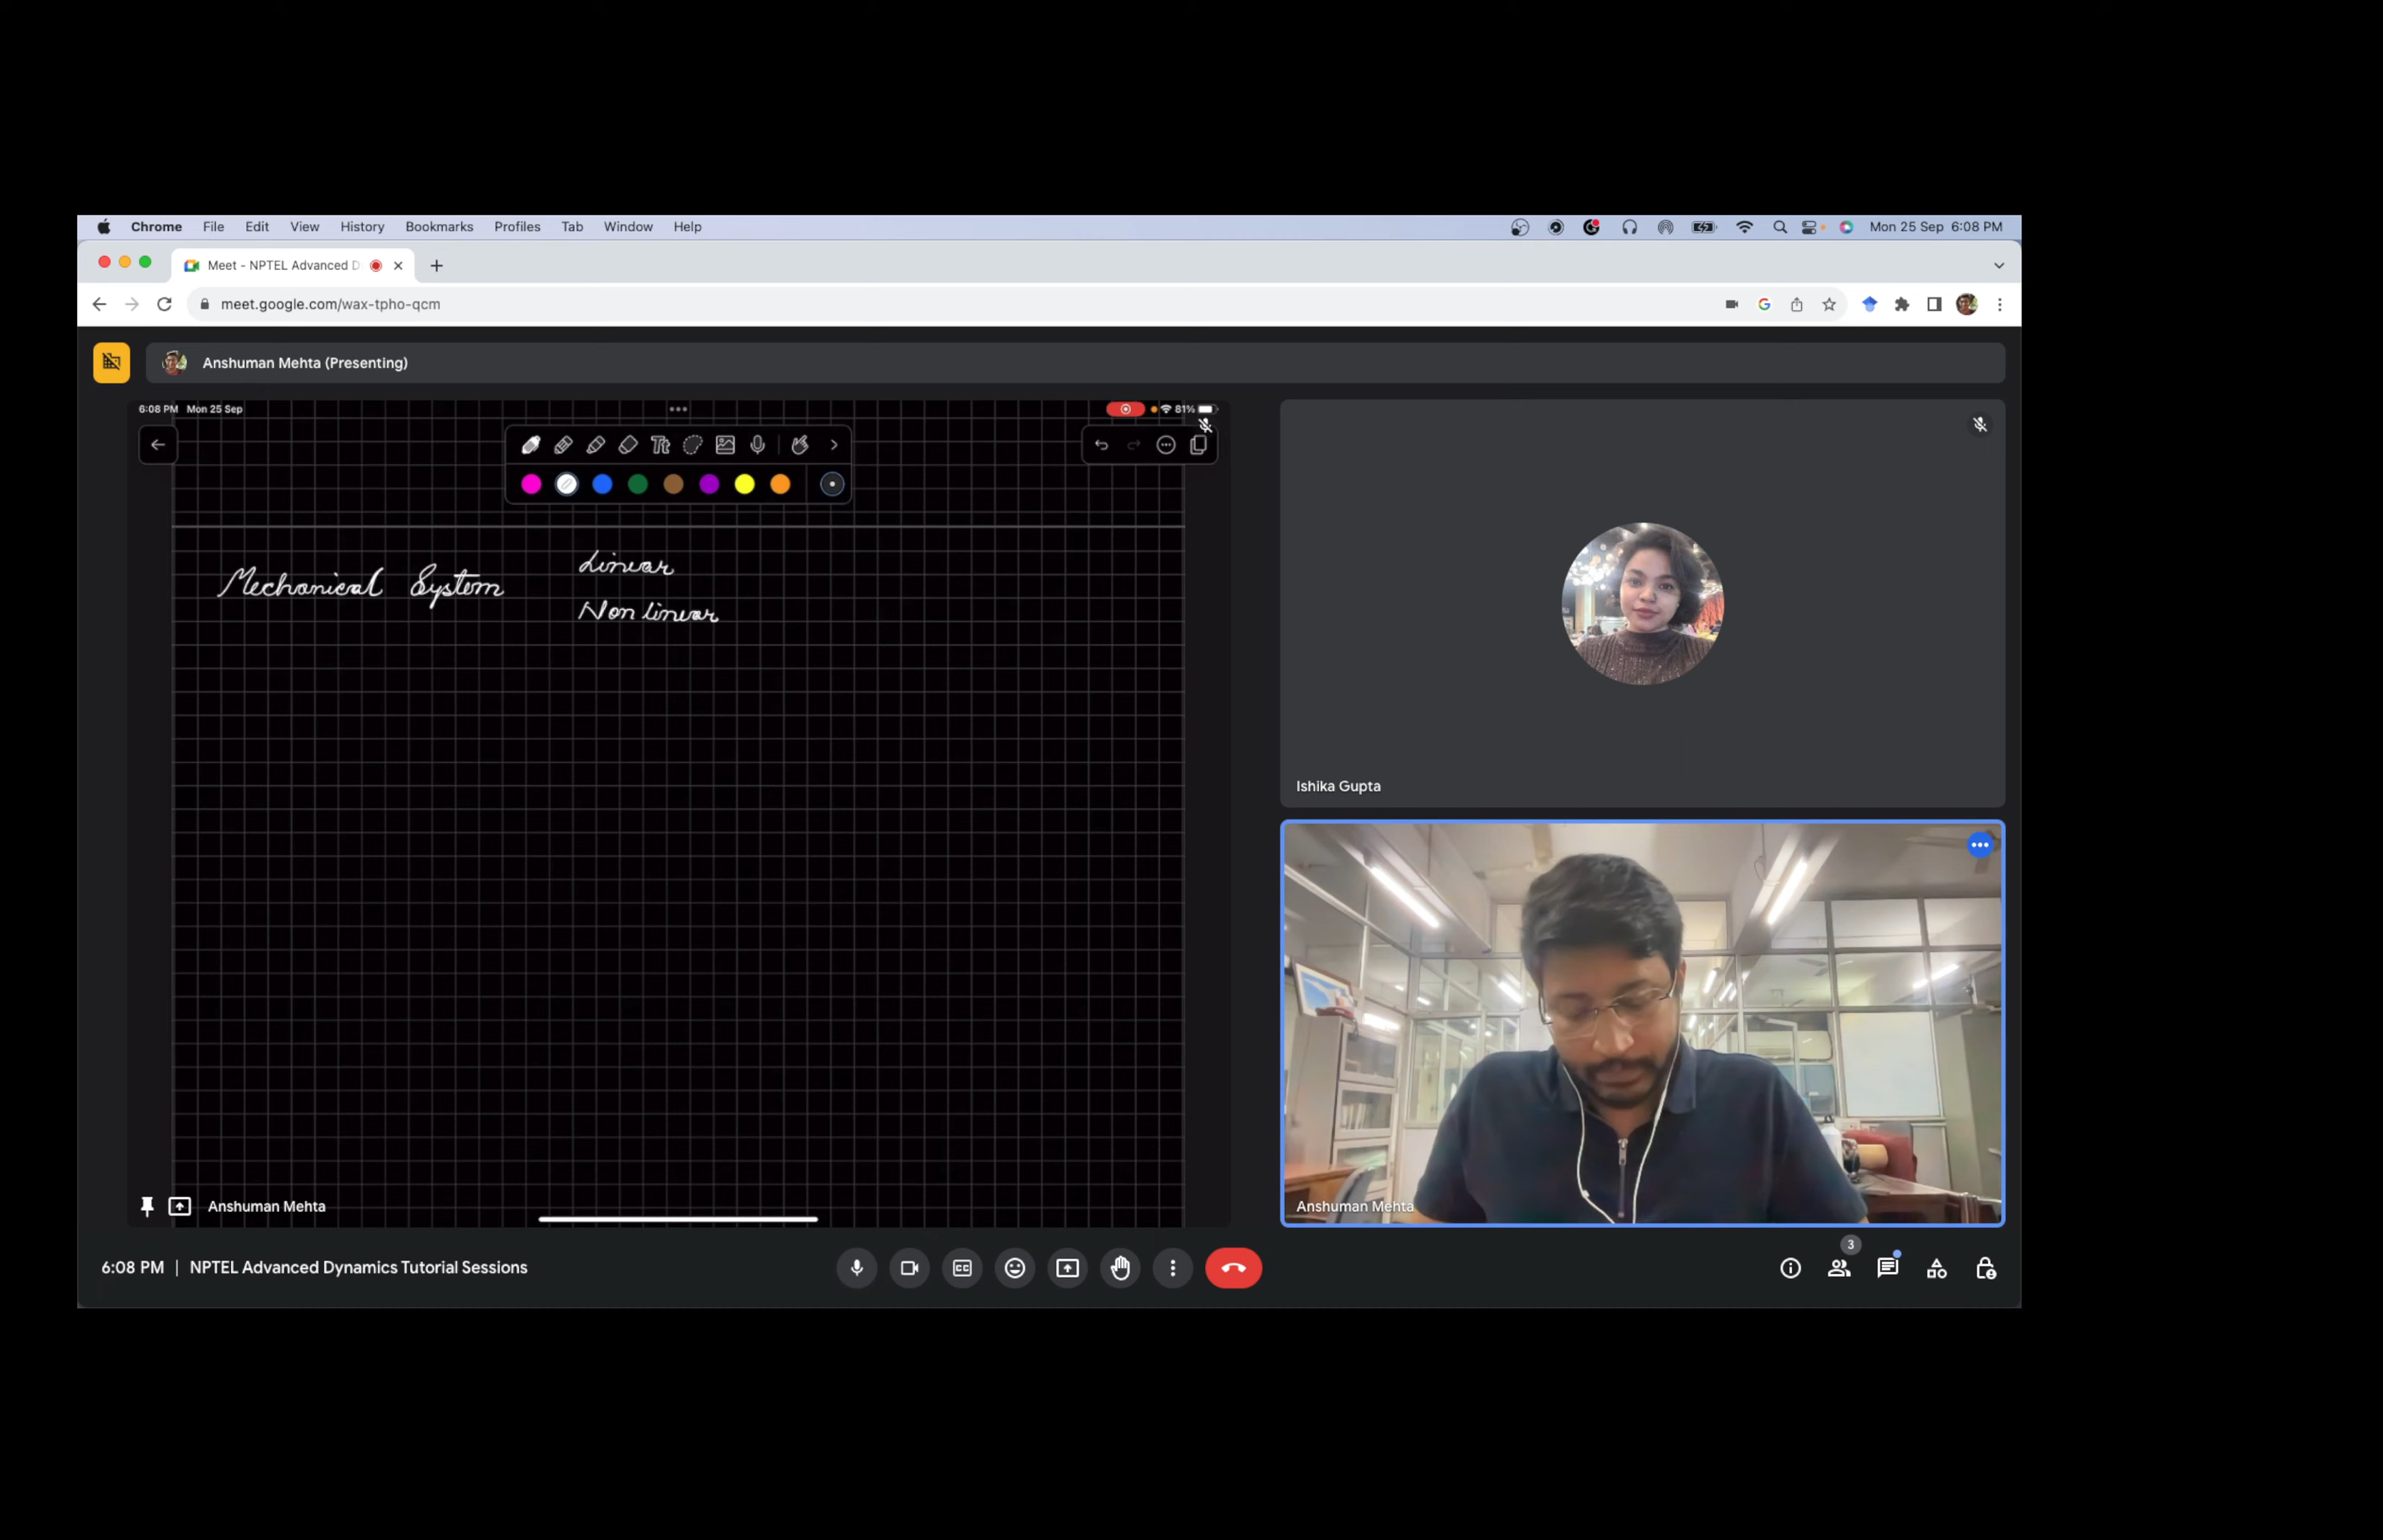 Chrome File Edit View History Bookmarks Profiles Tab Window Help Mon 25 Sep 6:08 PM
Meet - NPTEL Advanced D
meet.google.com/wax-tpho-qcm
Anshuman Mehta (Presenting)
6:08 PM Mon 25 Sep 81%
Tt
Mechanical System
Linear
Non linear
Anshuman Mehta
Ishika Gupta
Anshuman Mehta
6:08 PM | NPTEL Advanced Dynamics Tutorial Sessions
CC
3